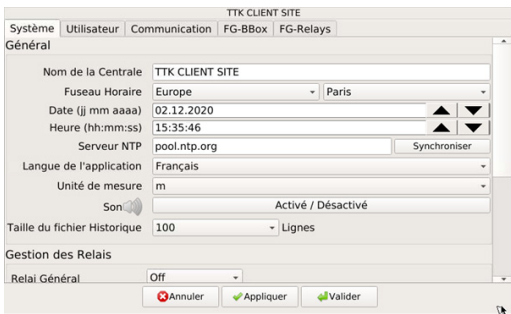 TTK CLIENT SITE
Système Utilisateur Communication FG-BBox FG-Relays
Général
Nom de la Centrale TTK CLIENT SITE
Fuseau Horaire Europe Paris
Date (jj mm aaaa) 02.12.2020
Heure (hh:mm:ss) 15:35:46
Serveur NTP pool.ntp.org Synchroniser
Langue de l'application Français
Unité de mesure m
Son Activé / Désactivé
Taille du fichier Historique 100 Lignes
Gestion des Relais
Relai Général Off
Annuler Appliquer Valider